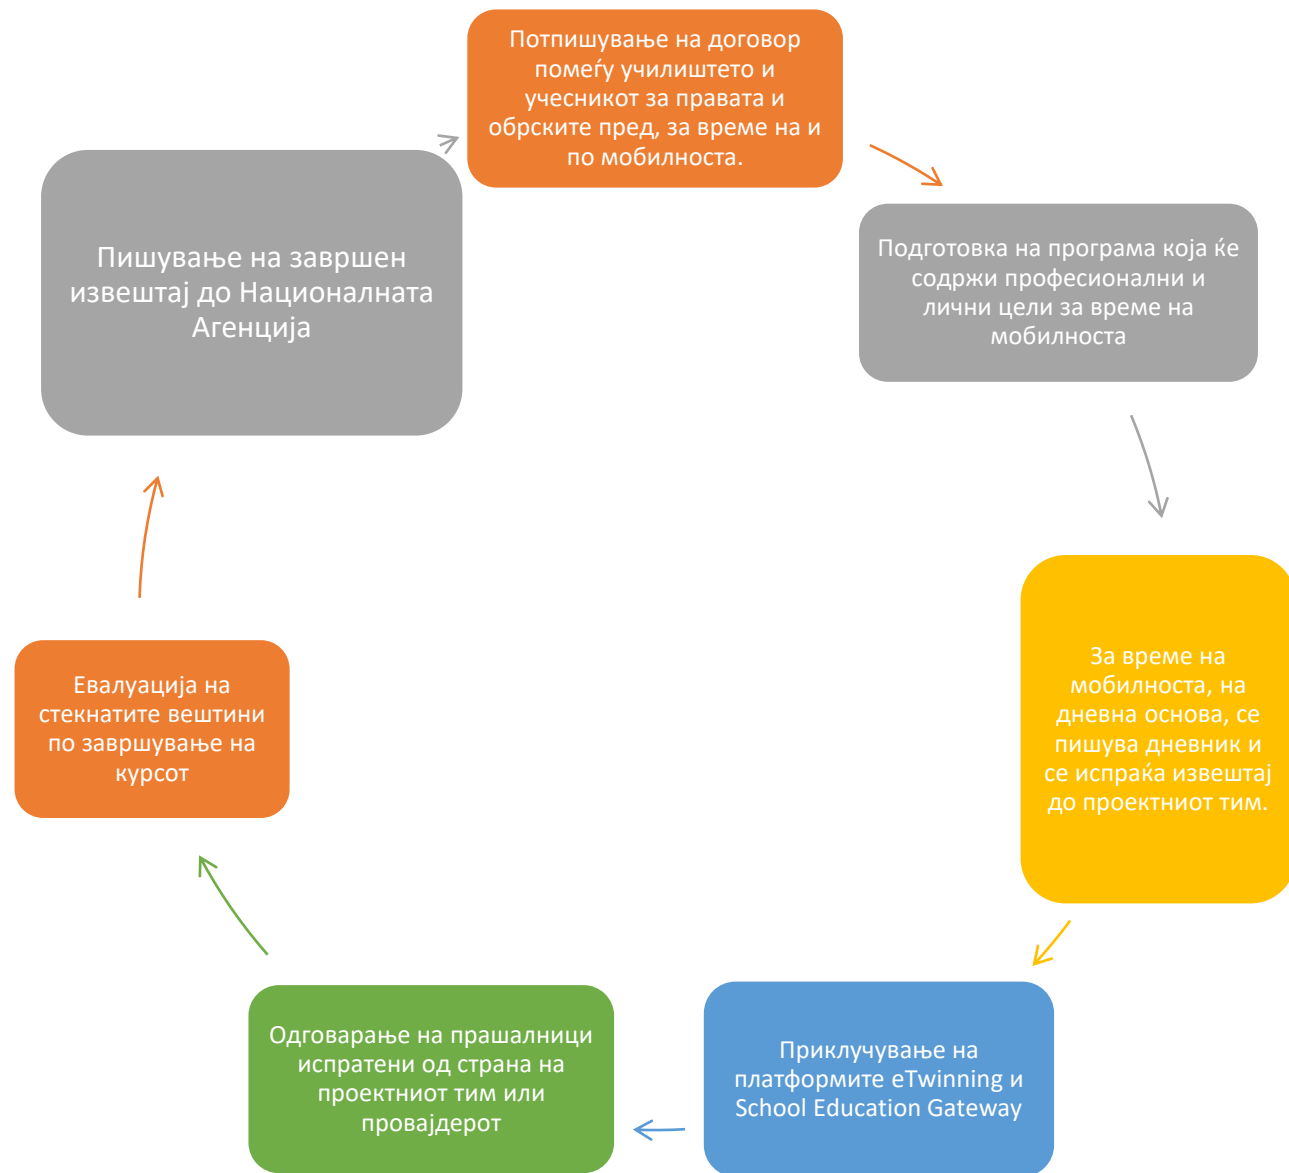 Потпишување на договор
помеѓу училиштето и
учесникот за правата и
обрските пред, за време на и
по мобилноста.
Подготовка на програма која ќе
содржи професионални и
лични цели за време на
мобилноста
За време на
мобилноста, на
дневна основа, се
пишува дневник и
се испраќа извештај
до проектниот тим.
Приклучување на
платформите eTwinning и
School Education Gateway
Одговарање на прашалници
испратени од страна на
проектниот тим или
провајдерот
Евалуација на
стекнатите вештини
по завршување на
курсот
Пишување на завршен
извештај до Националната
Агенција